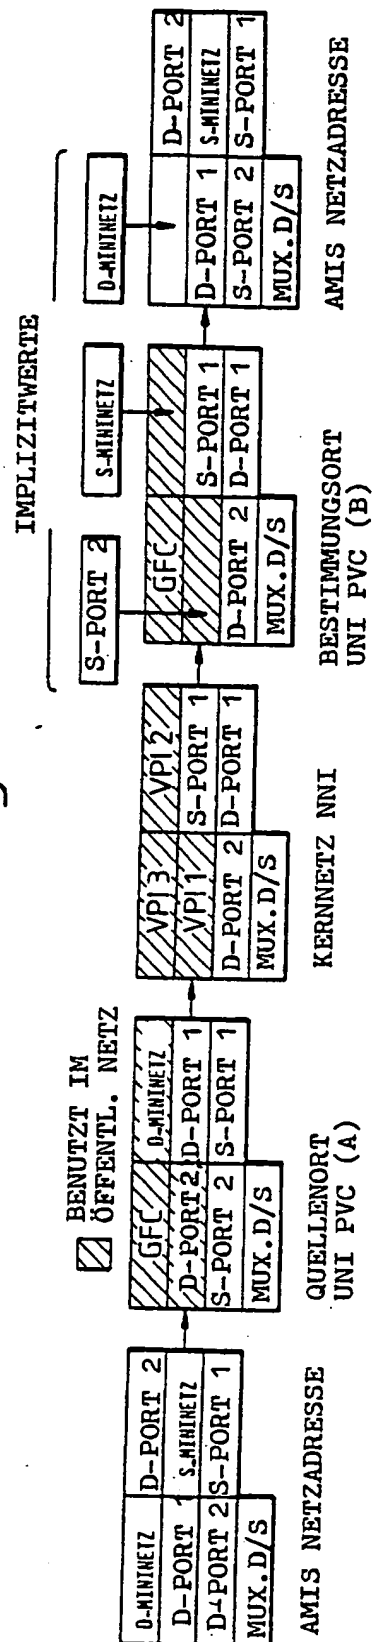 IMPLIZITWERTE
S-PORT 2
S-MININETZ
D-MININETZ
BENUTZT IM
ÖFFENTL. NETZ
D-MININETZ D-PORT 2
D-PORT 1 S-MININETZ
D-PORT 2 S-PORT 1
MUX.D/S
AMIS NETZADRESSE
GFC D-MININETZ
D-PORT 2 D-PORT 1
S-PORT 2 S-PORT 1
MUX.D/S
QUELLENORT
UNI PVC (A)
VPI 3 VPI 2
VPI 1 S-PORT 1
D-PORT 2 D-PORT 1
MUX.D/S
KERNNETZ NNI
GFC
S-PORT 1
D-PORT 2 D-PORT 1
MUX.D/S
BESTIMMUNGSORT
UNI PVC (B)
D-PORT 2
D-PORT 1 S-MININETZ
S-PORT 2 S-PORT 1
MUX.D/S
AMIS NETZADRESSE